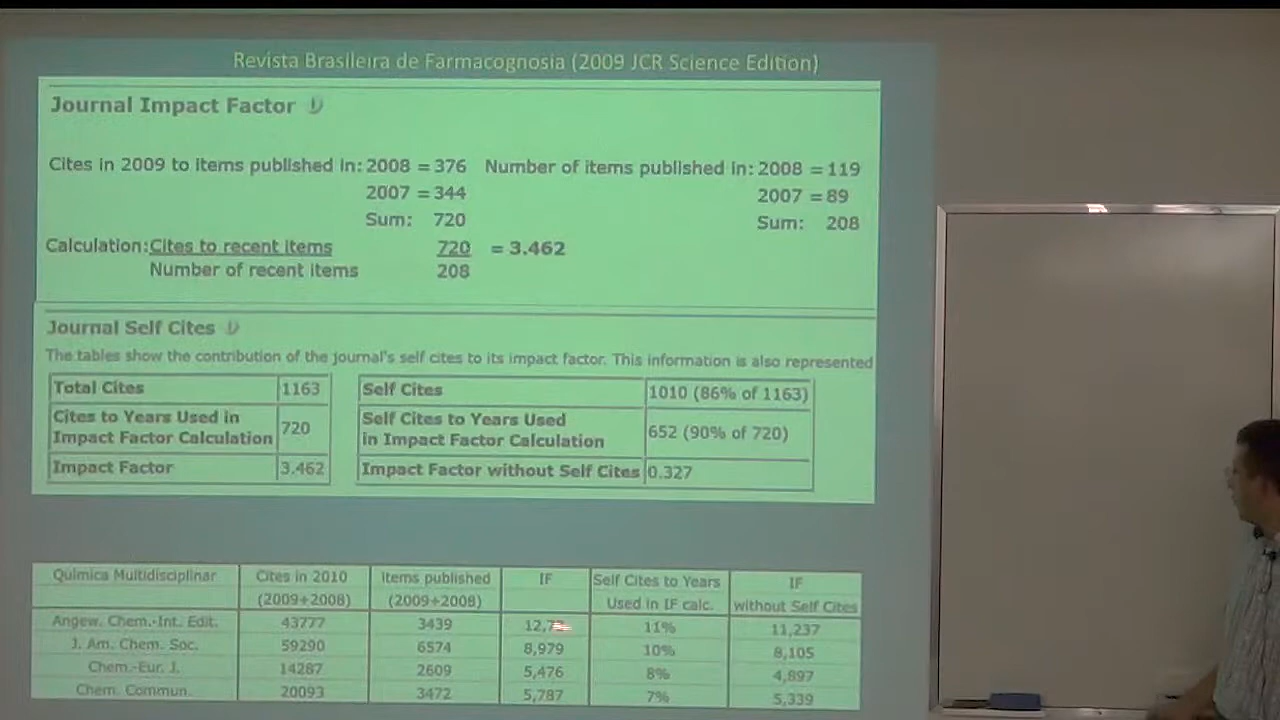 Revista Brasileira de Farmacognosia (2009 JCR Science Edition)
Journal Impact Factor
Cites in 2009 to items published in: 2008 = 376 Number of items published in: 2008 = 119
2007 = 344 2007 = 89
Sum: 720 Sum: 208
Calculation: Cites to recent items 720 = 3.462
Number of recent items 208
Journal Self Cites
The tables show the contribution of the journal's self cites to its impact factor. This information is also represented
Total Cites 1163 Self Cites 1010 (86% of 1163)
Cites to Years Used in Self Cites to Years Used
Impact Factor Calculation 720 in Impact Factor Calculation 652 (90% of 720)
Impact Factor 3.462 Impact Factor without Self Cites 0.327
Química Multidisciplinar Cites in 2010 Items published IF Self Cites to Years IF
(2009+2008) (2009+2008) Used in IF calc. without Self Cites
Angew. Chem.-Int. Edit. 43777 3439 11% 11,237
J. Am. Chem. Soc. 59290 6574 8,979 10% 8,105
Chem.-Eur. J. 14287 2609 5,476 8% 4,897
Chem. Commun. 20093 3472 5,787 7% 5,339